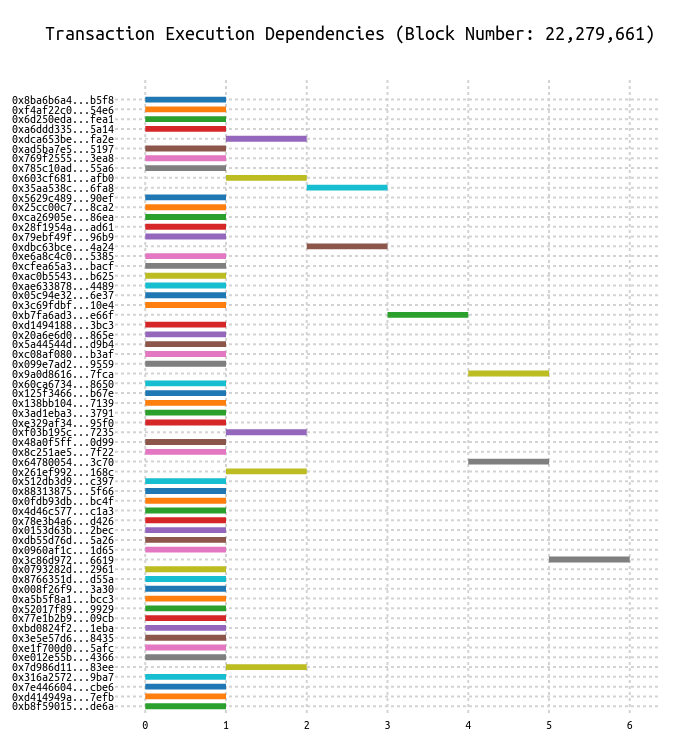 Transaction Execution Dependencies (Block Number: 22,279,661)
0x8ba6b6a4...b5f8
0xf4af22c0...54e6
0x6d250eda...fea1
0xa6ddd335...5a14
0xdca653be...fa2e
0xad5ba7e5...5197
0x769f2555...3ea8
0x785c10ad...55a6
0x603cf681...afb0
0x35aa538c...6fa8
0x5629c489...90ef
0x25cc00c7...8ca2
0xca26905e...86ea
0x28f1954a...ad61
0x79ebf49f...96b9
0xdbc63bce...4a24
0xe6a8c4c0...5385
0xcfea65a3...bacf
0xac0b5543...b625
0xae633878...4489
0x05c94e32...6e37
0x3c69fdbf...10e4
0xb7fa6ad3...e66f
0xd1494188...3bc3
0x20a6e6d0...865e
0x5a44544d...d9b4
0xc08af080...b3af
0x099e7ad2...9559
0x9a0d8616...7fca
0x60ca6734...8650
0x125f3466...b67e
0x138bb104...7139
0x3ad1eba3...3791
0xe329af34...95f0
0xf03b195c...7235
0x48a0f5ff...0d99
0x8c251ae5...7f22
0x64780054...3c70
0x261ef992...168c
0x512db3d9...c397
0x88313875...5f66
0x0fdb93db...bc4f
0x4d46c577...c1a3
0x78e3b4a6...d426
0x0153d63b...2bec
0xdb55d76d...5a26
0x0960af1c...1d65
0x3c86d972...6619
0x0793282d...2961
0x8766351d...d55a
0x008f26f9...3a30
0xa5b5f8a1...bcc3
0x52017f89...9929
0x77e1b2b9...09cb
0xbd0824f2...1eba
0x3e5e57d6...8435
0xe1f700d0...5afc
0xe012e55b...4366
0x7d986d11...83ee
0x316a2572...9ba7
0x7e446604...cbe6
0xd414949a...7efb
0xb8f59015...de6a
0 1 2 3 4 5 6